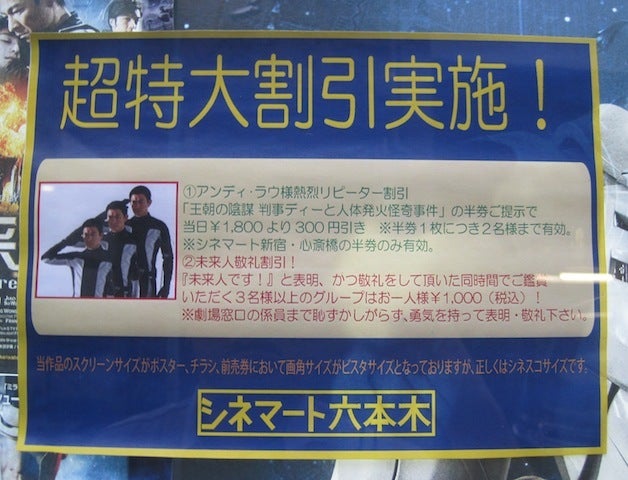 超特大割引実施!
①アンディ・ラウ様熱烈リピーター割引
「王朝の陰謀 判事ディーと人体発火怪奇事件」の半券ご提示で
当日¥1,800より300円引き ※半券1枚につき2名様まで有効。
※シネマート新宿・心斎橋の半券のみ有効。
②未来人敬礼割引!
『未来人です!』と表明、かつ敬礼をして頂いた同時間でご鑑賞
いただく3名様以上のグループはお一人様¥1,000(税込)!
※劇場窓口の係員まで恥ずかしがらず、勇気を持って表明・敬礼下さい。
当作品のスクリーンサイズがポスター、チラシ、前売券において画角サイズがビスタサイズとなっておりますが、正しくはシネスコサイズです。
シネマート六本木